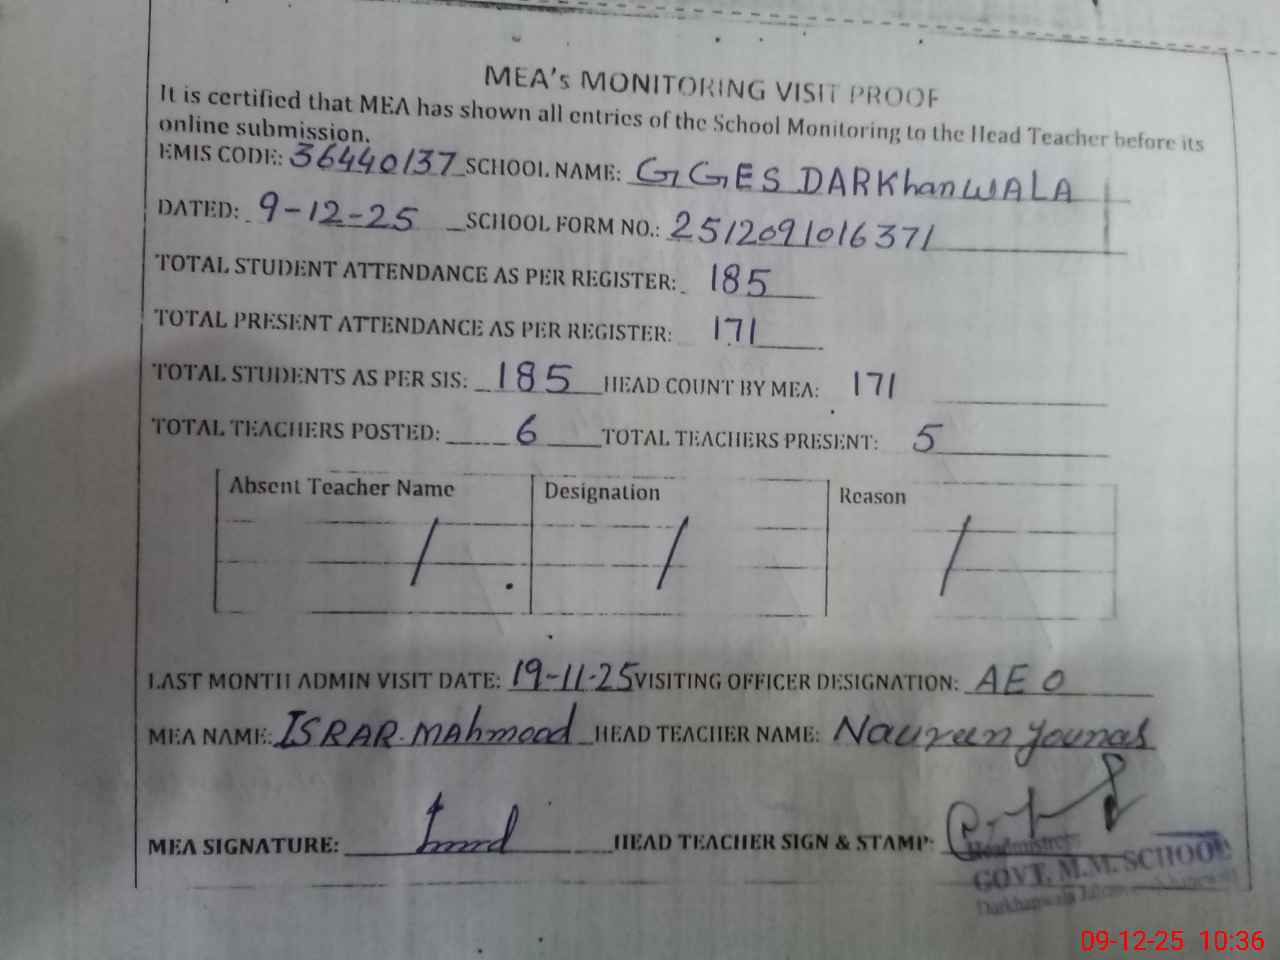 MEA's MONITORING VISIT PROOF
It is certified that MEA has shown all entries of the School Monitoring to the Head Teacher before its
online submission.
EMIS CODE: 36440137 SCHOOL NAME: GGES DARKhanWALA
DATED: 9-12-25 SCHOOL FORM NO.: 2512091016371
TOTAL STUDENT ATTENDANCE AS PER REGISTER: 185
TOTAL PRESENT ATTENDANCE AS PER REGISTER: 171
TOTAL STUDENTS AS PER SIS: 185 HEAD COUNT BY MEA: 171
TOTAL TEACHERS POSTED: 6 TOTAL TEACHERS PRESENT: 5
Absent Teacher Name Designation Reason
/ / /
LAST MONTH ADMIN VISIT DATE: 19-11-25 VISITING OFFICER DESIGNATION: AEO
MEA NAME: ISRAR MAhmood HEAD TEACHER NAME: Naureen Younas
MEA SIGNATURE: HEAD TEACHER SIGN & STAMP:
Headmistress
GOVT. M.M. SCHOOL
Darkhanwala
09-12-25 10:36